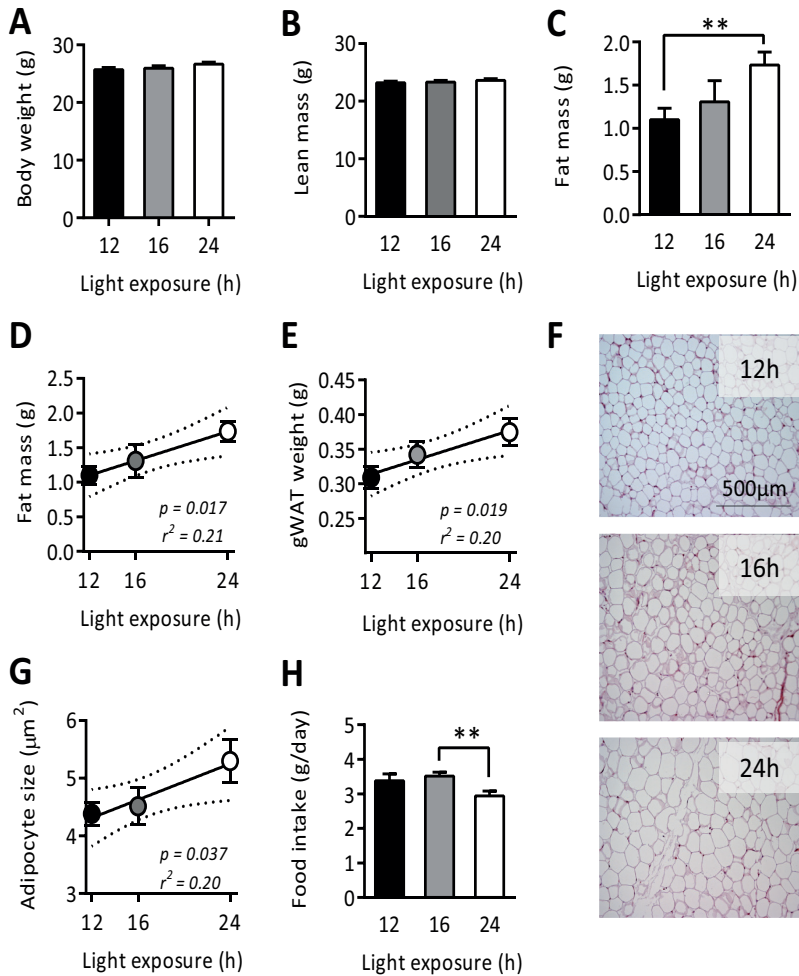 A
Body weight (g)
30
20
10
0
12 16 24
Light exposure (h)
B
Lean mass (g)
30
20
10
0
12 16 24
Light exposure (h)
C
Fat mass (g)
**
2.0
1.5
1.0
0.5
0.0
12 16 24
Light exposure (h)
D
Fat mass (g)
2.5
2.0
1.5
1.0
0.5
0.0
p = 0.017
r² = 0.21
12 16 24
Light exposure (h)
E
gWAT weight (g)
0.45
0.40
0.35
0.30
0.25
p = 0.019
r² = 0.20
12 16 24
Light exposure (h)
F
12h
500μm
16h
24h
G
Adipocyte size (μm²)
6
5
4
3
p = 0.037
r² = 0.20
12 16 24
Light exposure (h)
H
Food intake (g/day)
**
5
4
3
2
1
0
12 16 24
Light exposure (h)